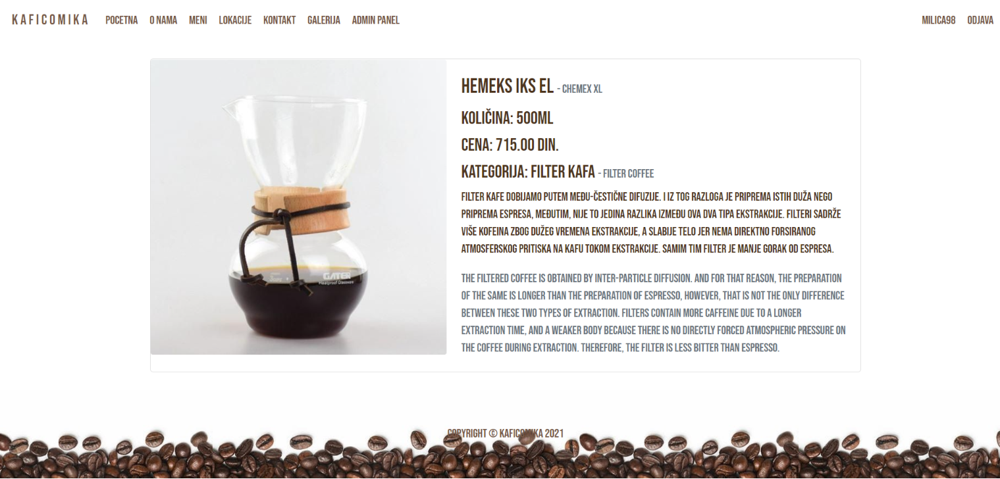 KAFICOMIKA POCETNA O NAMA MENI LOKACIJE KONTAKT GALERIJA ADMIN PANEL MILICA98 ODJAVA
HEMEKS IKS EL - CHEMEX XL
KOLIČINA: 500ML
CENA: 715.00 DIN.
KATEGORIJA: FILTER KAFA - FILTER COFFEE
FILTER KAFE DOBIJAMO PUTEM MEĐU-ČESTIČNE DIFUZIJE. I IZ TOG RAZLOGA JE PRIPREMA ISTIH DUŽA NEGO
PRIPREMA ESPRESA, MEĐUTIM, NIJE TO JEDINA RAZLIKA IZMEĐU OVA DVA TIPA EKSTRAKCIJE. FILTERI SADRŽE
VIŠE KOFEINA ZBOG DUŽEG VREMENA EKSTRAKCIJE, A SLABIJE TELO JER NEMA DIREKTNO FORSIRANOG
ATMOSFERSKOG PRITISKA NA KAFU TOKOM EKSTRAKCIJE. SAMIM TIM FILTER JE MANJE GORAK OD ESPRESA.
THE FILTERED COFFEE IS OBTAINED BY INTER-PARTICLE DIFFUSION. AND FOR THAT REASON, THE PREPARATION
OF THE SAME IS LONGER THAN THE PREPARATION OF ESPRESSO, HOWEVER, THAT IS NOT THE ONLY DIFFERENCE
BETWEEN THESE TWO TYPES OF EXTRACTION. FILTERS CONTAIN MORE CAFFEINE DUE TO A LONGER
EXTRACTION TIME, AND A WEAKER BODY BECAUSE THERE IS NO DIRECTLY FORCED ATMOSPHERIC PRESSURE ON
THE COFFEE DURING EXTRACTION. THEREFORE, THE FILTER IS LESS BITTER THAN ESPRESSO.
GATER
Heatproof Glassware
COPYRIGHT © KAFICOMIKA 2021